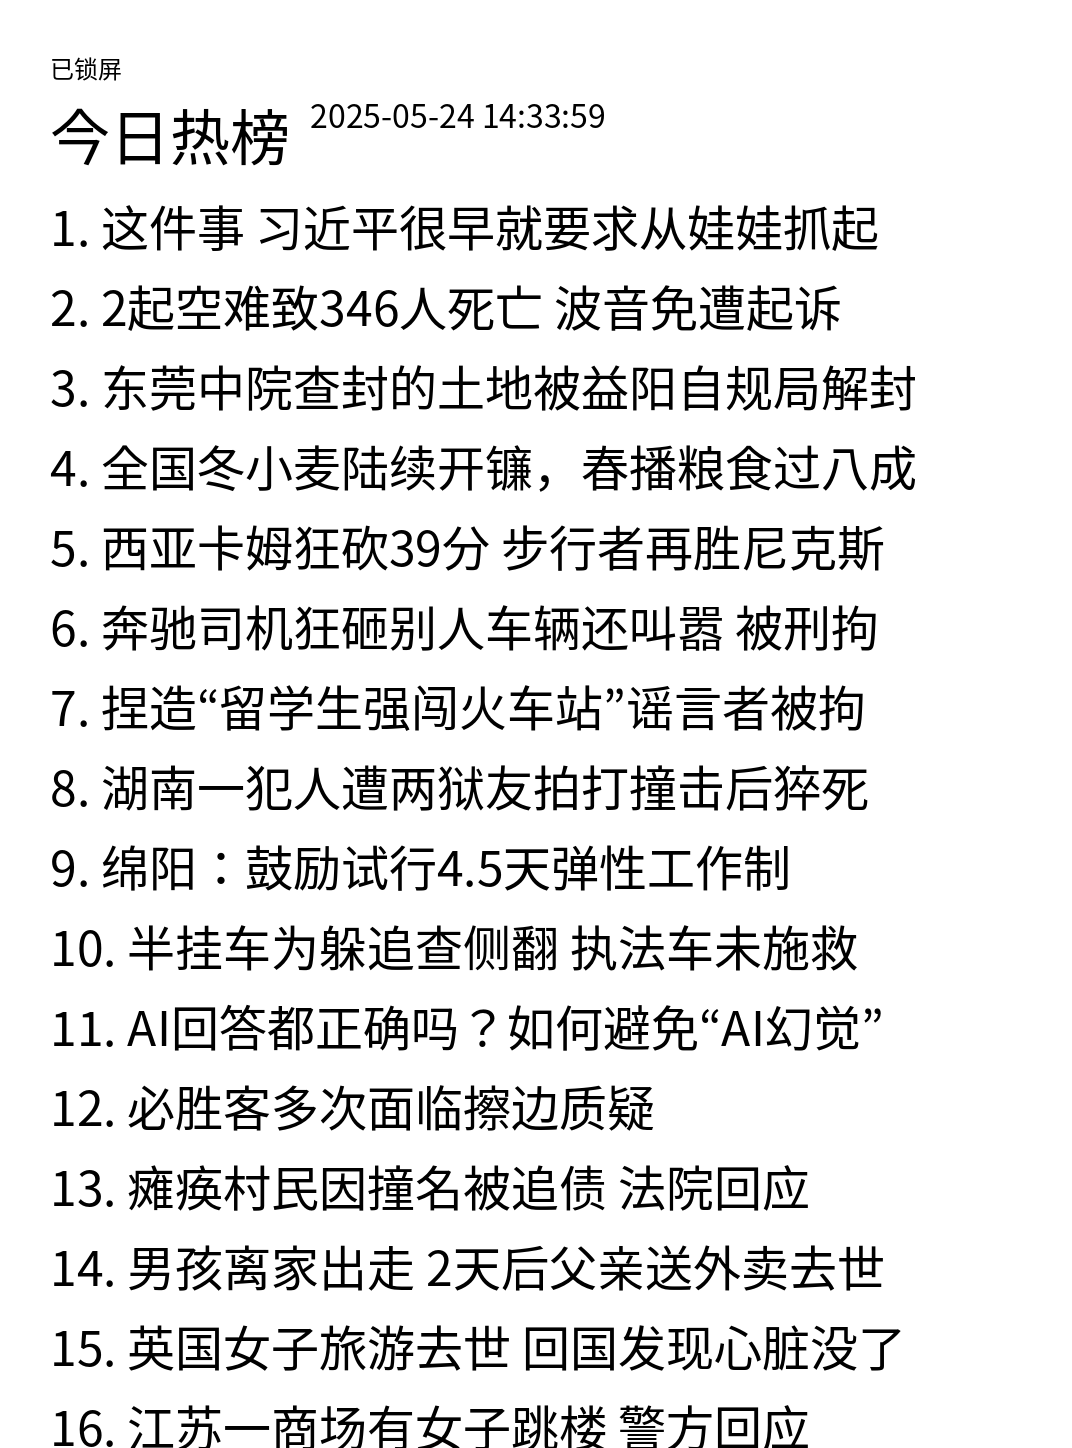 已锁屏
今日热榜 2025-05-24 14:33:59
1. 这件事 习近平很早就要求从娃娃抓起
2. 2起空难致346人死亡 波音免遭起诉
3. 东莞中院查封的土地被益阳自规局解封
4. 全国冬小麦陆续开镰，春播粮食过八成
5. 西亚卡姆狂砍39分 步行者再胜尼克斯
6. 奔驰司机狂砸别人车辆还叫嚣 被刑拘
7. 捏造“留学生强闯火车站”谣言者被拘
8. 湖南一犯人遭两狱友拍打撞击后猝死
9. 绵阳：鼓励试行4.5天弹性工作制
10. 半挂车为躲追查侧翻 执法车未施救
11. AI回答都正确吗？如何避免“AI幻觉”
12. 必胜客多次面临擦边质疑
13. 瘫痪村民因撞名被追债 法院回应
14. 男孩离家出走 2天后父亲送外卖去世
15. 英国女子旅游去世 回国发现心脏没了
16. 江苏一商场有女子跳楼 警方回应